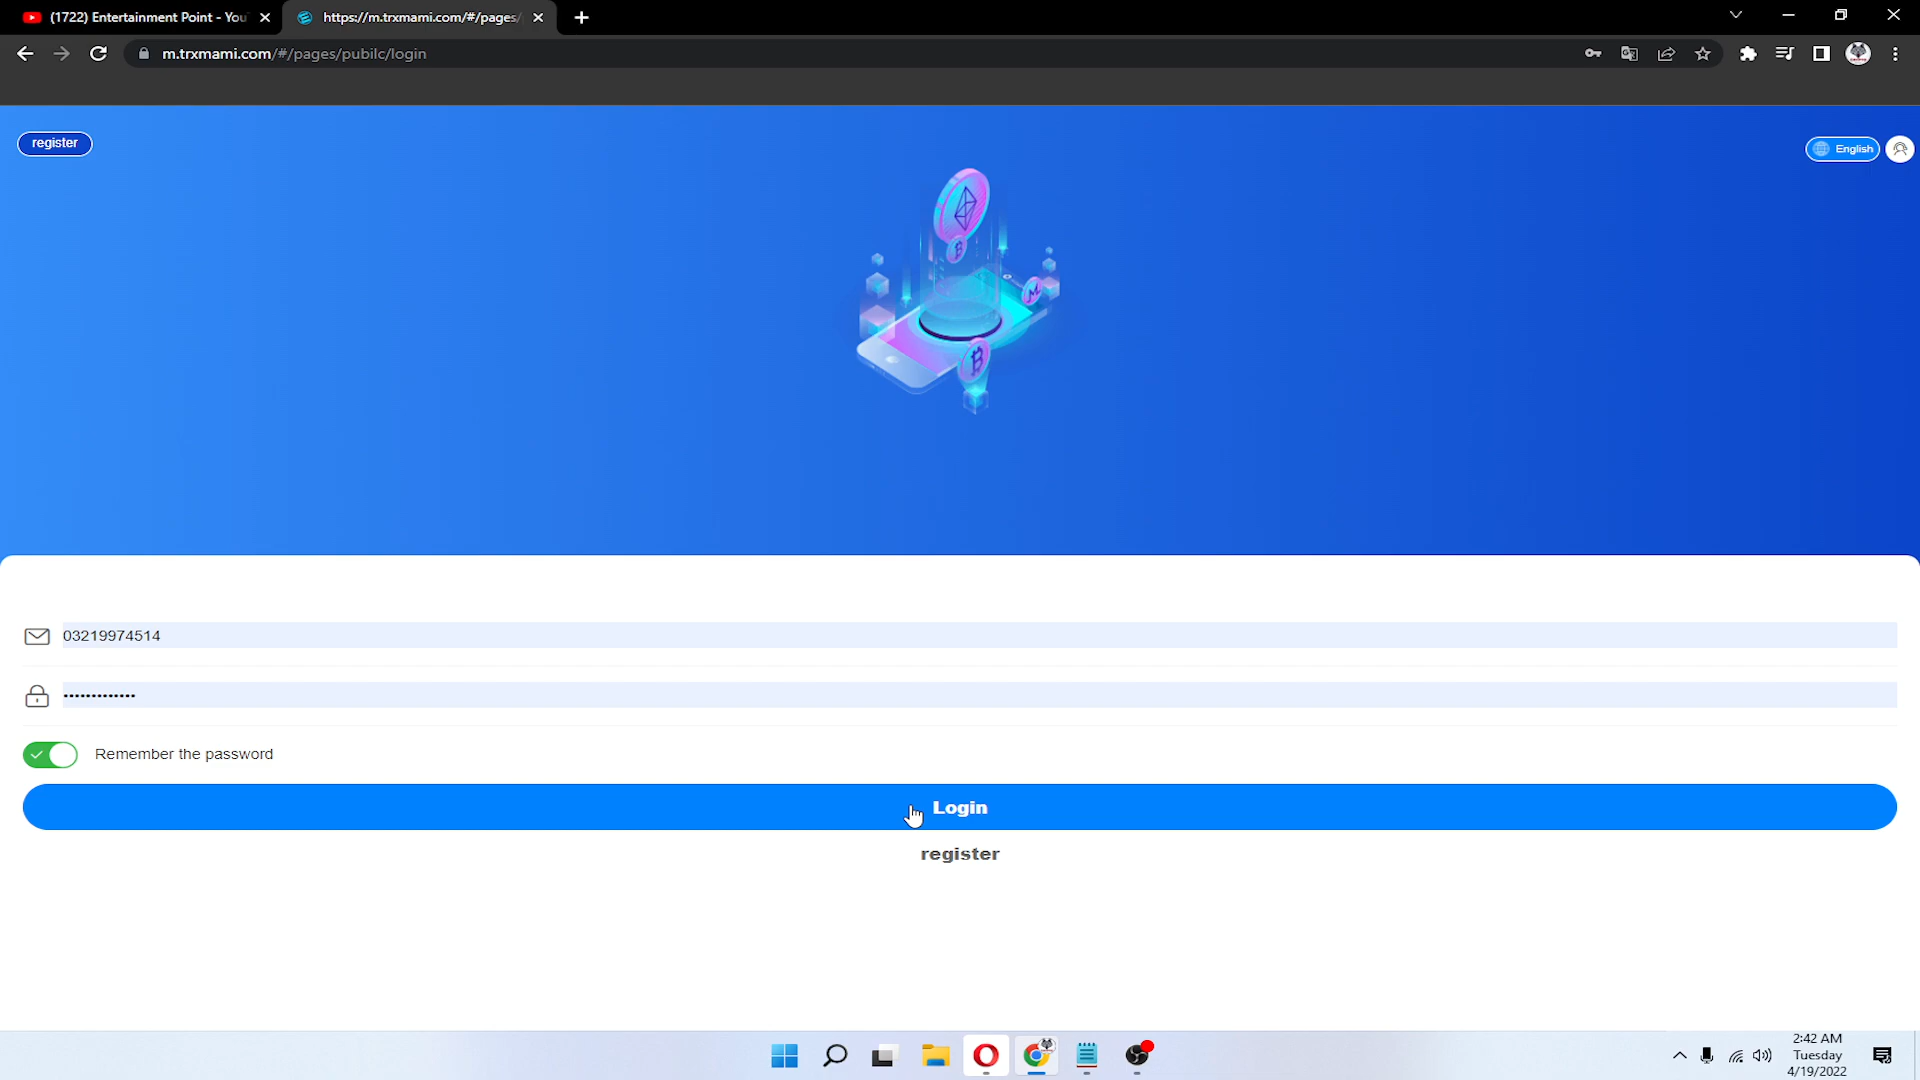 (1722) Entertainment Point - You
https://m.trxmami.com/#/pages/
m.trxmami.com/#/pages/pubilc/login
register
English
03219974514
•••••••••••••
Remember the password
Login
register
2:42 AM
Tuesday
4/19/2022